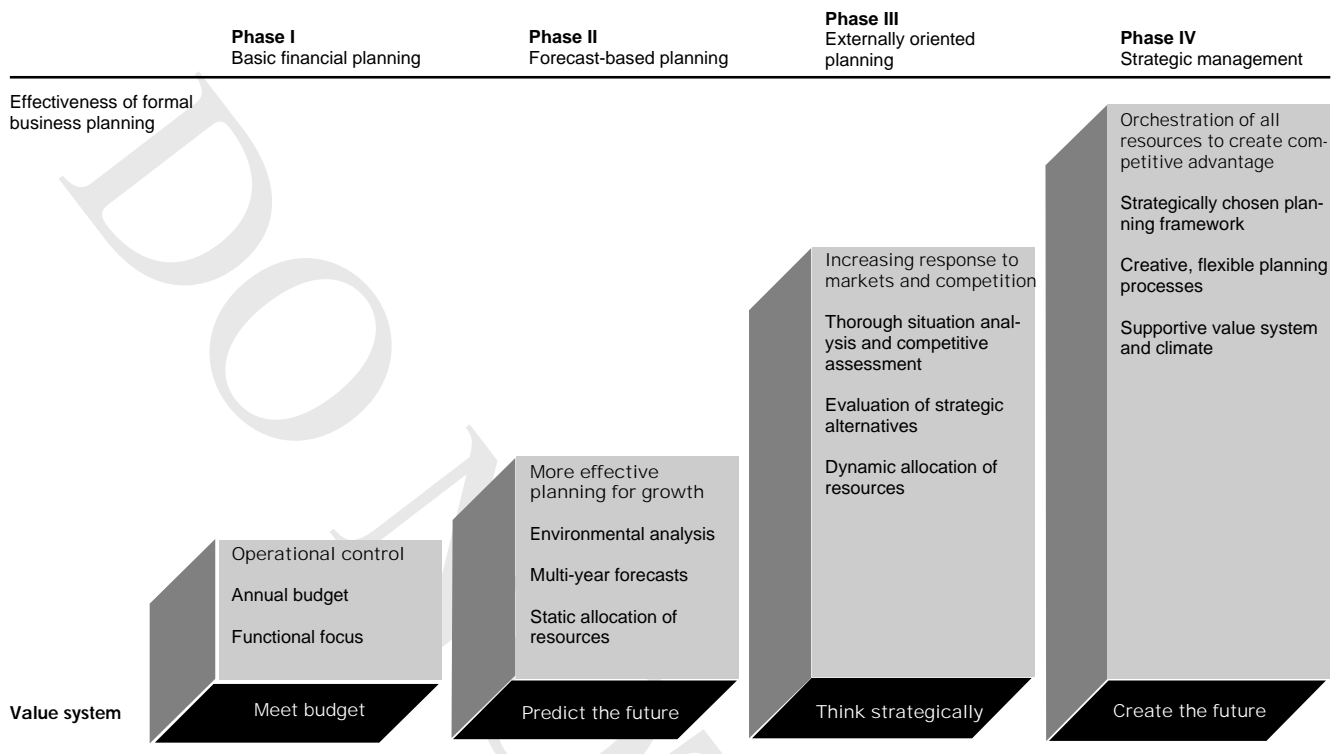 Phase I
Basic financial planning
Phase II
Forecast-based planning
Phase III
Externally oriented
planning
Phase IV
Strategic management
Effectiveness of formal
business planning
Operational control
Annual budget
Functional focus
More effective
planning for growth
Environmental analysis
Multi-year forecasts
Static allocation of
resources
Increasing response to
markets and competition
Thorough situation anal-
ysis and competitive
assessment
Evaluation of strategic
alternatives
Dynamic allocation of
resources
Orchestration of all
resources to create com-
petitive advantage
Strategically chosen plan-
ning framework
Creative, flexible planning
processes
Supportive value system
and climate
Value system
Meet budget
Predict the future
Think strategically
Create the future
DO N